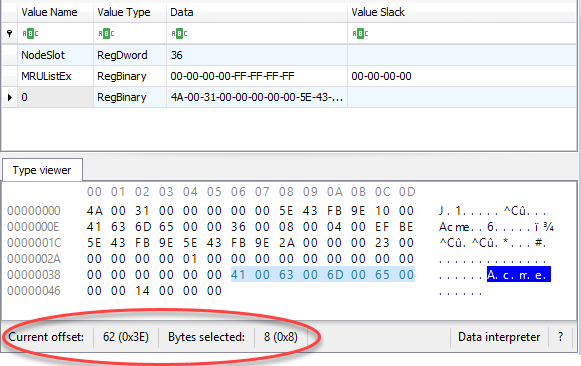 Value Name Value Type Data Value Slack
ABC ABC ABC ABC
NodeSlot RegDword 36
MRUListEx RegBinary 00-00-00-00-FF-FF-FF-FF 00-00-00-00
0 RegBinary 4A-00-31-00-00-00-00-00-5E-43-...
Type viewer
00 01 02 03 04 05 06 07 08 09 0A 0B 0C 0D
00000000 4A 00 31 00 00 00 00 00 5E 43 FB 9E 10 00 J.1.....^Cû...
0000000E 41 63 6D 65 00 00 36 00 08 00 04 00 EF BE Acme..6.....ï¾
0000001C 5E 43 FB 9E 5E 43 FB 9E 2A 00 00 00 23 00 ^Cû.^Cû.*...#.
0000002A 00 00 00 00 01 00 00 00 00 00 00 00 00 00 ..............
00000038 00 00 00 00 00 00 41 00 63 00 6D 00 65 00 ......A.c.m.e.
00000046 00 00 14 00 00 00 ......
Current offset: 62 (0x3E) Bytes selected: 8 (0x8) Data interpreter ?